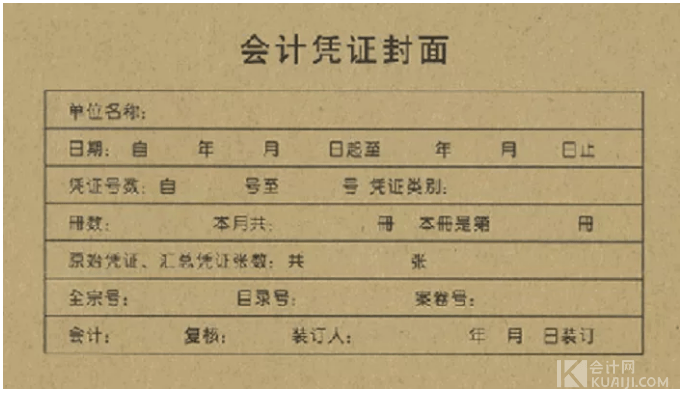 会计凭证封面
单位名称:
日期: 自 年 月 日起至 年 月 日止
凭证号数: 自 号至 号 凭证类别:
册数: 本月共: 册 本册是第 册
原始凭证、汇总凭证张数: 共 张
全宗号: 目录号: 案卷号:
会计: 复核: 装订人: 年 月 日装订
会计网
KUAIJI.COM